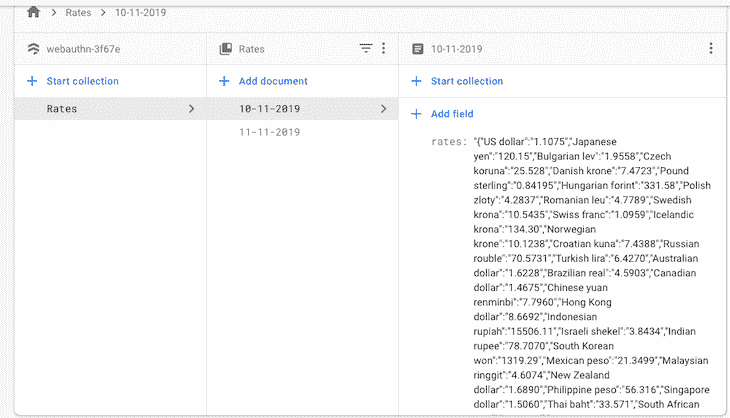 Rates
10-11-2019
webauthn-3f67e
Rates
10-11-2019
Start collection
Add document
Start collection
Rates
10-11-2019
11-11-2019
Add field
rates: "{"US dollar":"1.1075","Japanese
yen":"120.15","Bulgarian lev":"1.9558","Czech
koruna":"25.528","Danish krone":"7.4723","Pound
sterling":"0.84195","Hungarian forint":"331.58","Polish
zloty":"4.2837","Romanian leu":"4.7789","Swedish
krona":"10.5435","Swiss franc":"1.0959","Icelandic
krona":"134.30","Norwegian
krone":"10.1238","Croatian kuna":"7.4388","Russian
rouble":"70.5731","Turkish lira":"6.4270","Australian
dollar":"1.6228","Brazilian real":"4.5903","Canadian
dollar":"1.4675","Chinese yuan
renminbi":"7.7960","Hong Kong
dollar":"8.6692","Indonesian
rupiah":"15506.11","Israeli shekel":"3.8434","Indian
rupee":"78.7070","South Korean
won":"1319.29","Mexican peso":"21.3499","Malaysian
ringgit":"4.6074","New Zealand
dollar":"1.6890","Philippine peso":"56.316","Singapore
dollar":"1.5060","Thai baht":"33.571","South African